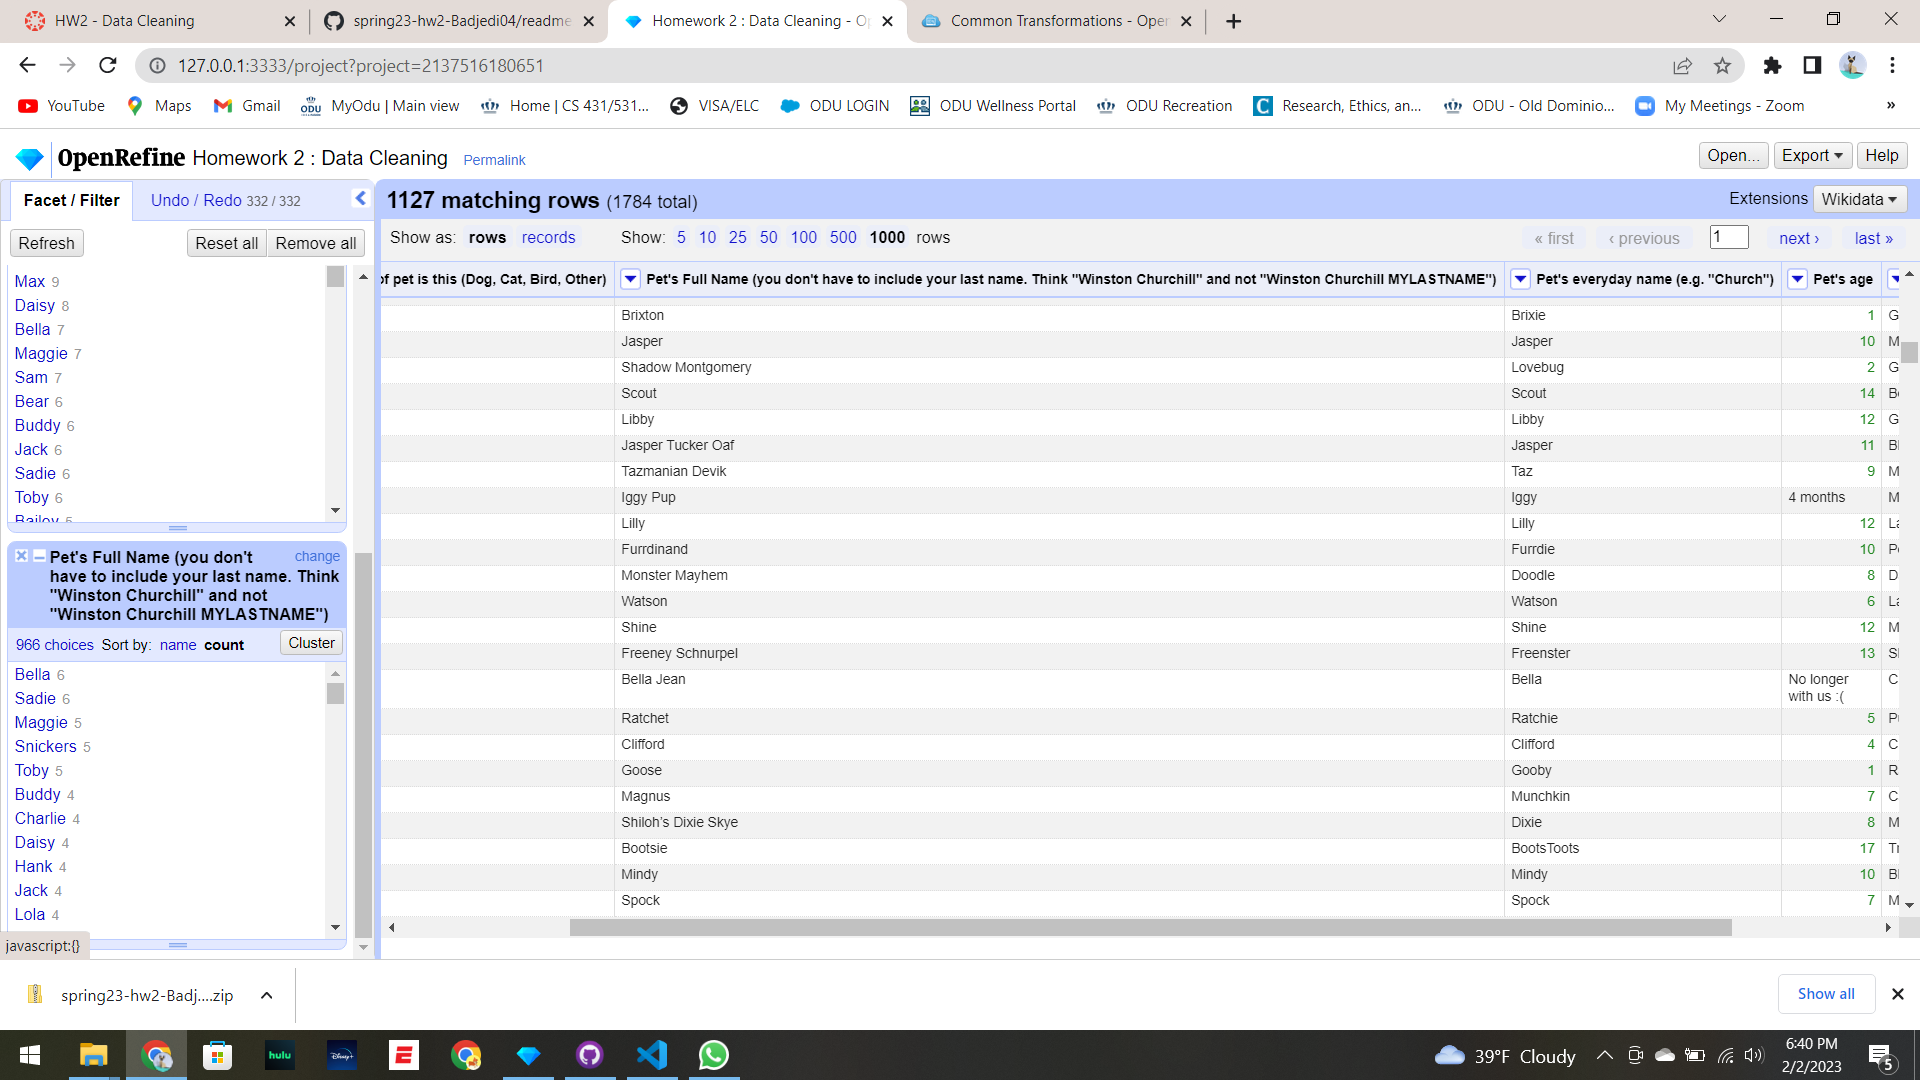 HW2 - Data Cleaning
spring23-hw2-Badjedi04/readme
Homework 2 : Data Cleaning - O
Common Transformations - Open
127.0.0.1:3333/project?project=2137516180651
YouTube Maps Gmail MyOdu | Main view Home | CS 431/531... VISA/ELC ODU LOGIN ODU Wellness Portal ODU Recreation Research, Ethics, an... ODU - Old Dominio... My Meetings - Zoom »
OpenRefine Homework 2 : Data Cleaning Permalink
Open... Export Help
Facet / Filter Undo / Redo 332 / 332
1127 matching rows (1784 total)
Extensions Wikidata
Refresh Reset all Remove all
Show as: rows records Show: 5 10 25 50 100 500 1000 rows
« first ‹ previous 1 next › last »
Max 9
Daisy 8
Bella 7
Maggie 7
Sam 7
Bear 6
Buddy 6
Jack 6
Sadie 6
Toby 6
Bailey 5
Pet's Full Name (you don't have to include your last name. Think "Winston Churchill" and not "Winston Churchill MYLASTNAME")
change
966 choices Sort by: name count Cluster
Bella 6
Sadie 6
Maggie 5
Snickers 5
Toby 5
Buddy 4
Charlie 4
Daisy 4
Hank 4
Jack 4
Lola 4
javascript:{}
of pet is this (Dog, Cat, Bird, Other) Pet's Full Name (you don't have to include your last name. Think "Winston Churchill" and not "Winston Churchill MYLASTNAME") Pet's everyday name (e.g. "Church") Pet's age
Brixton Brixie 1 G
Jasper Jasper 10 M
Shadow Montgomery Lovebug 2 G
Scout Scout 14 Be
Libby Libby 12 G
Jasper Tucker Oaf Jasper 11 Bl
Tazmanian Devik Taz 9 M
Iggy Pup Iggy 4 months M
Lilly Lilly 12 La
Furrdinand Furrdie 10 Pe
Monster Mayhem Doodle 8 D
Watson Watson 6 La
Shine Shine 12 M
Freeney Schnurpel Freenster 13 Sl
Bella Jean Bella No longer with us :( C
Ratchet Ratchie 5 Pu
Clifford Clifford 4 C
Goose Gooby 1 R
Magnus Munchkin 7 C
Shiloh’s Dixie Skye Dixie 8 M
Bootsie BootsToots 17 Tr
Mindy Mindy 10 Bl
Spock Spock 7 M
spring23-hw2-Badj....zip
Show all
hulu Disney+ E
39°F Cloudy
6:40 PM
2/2/2023
5